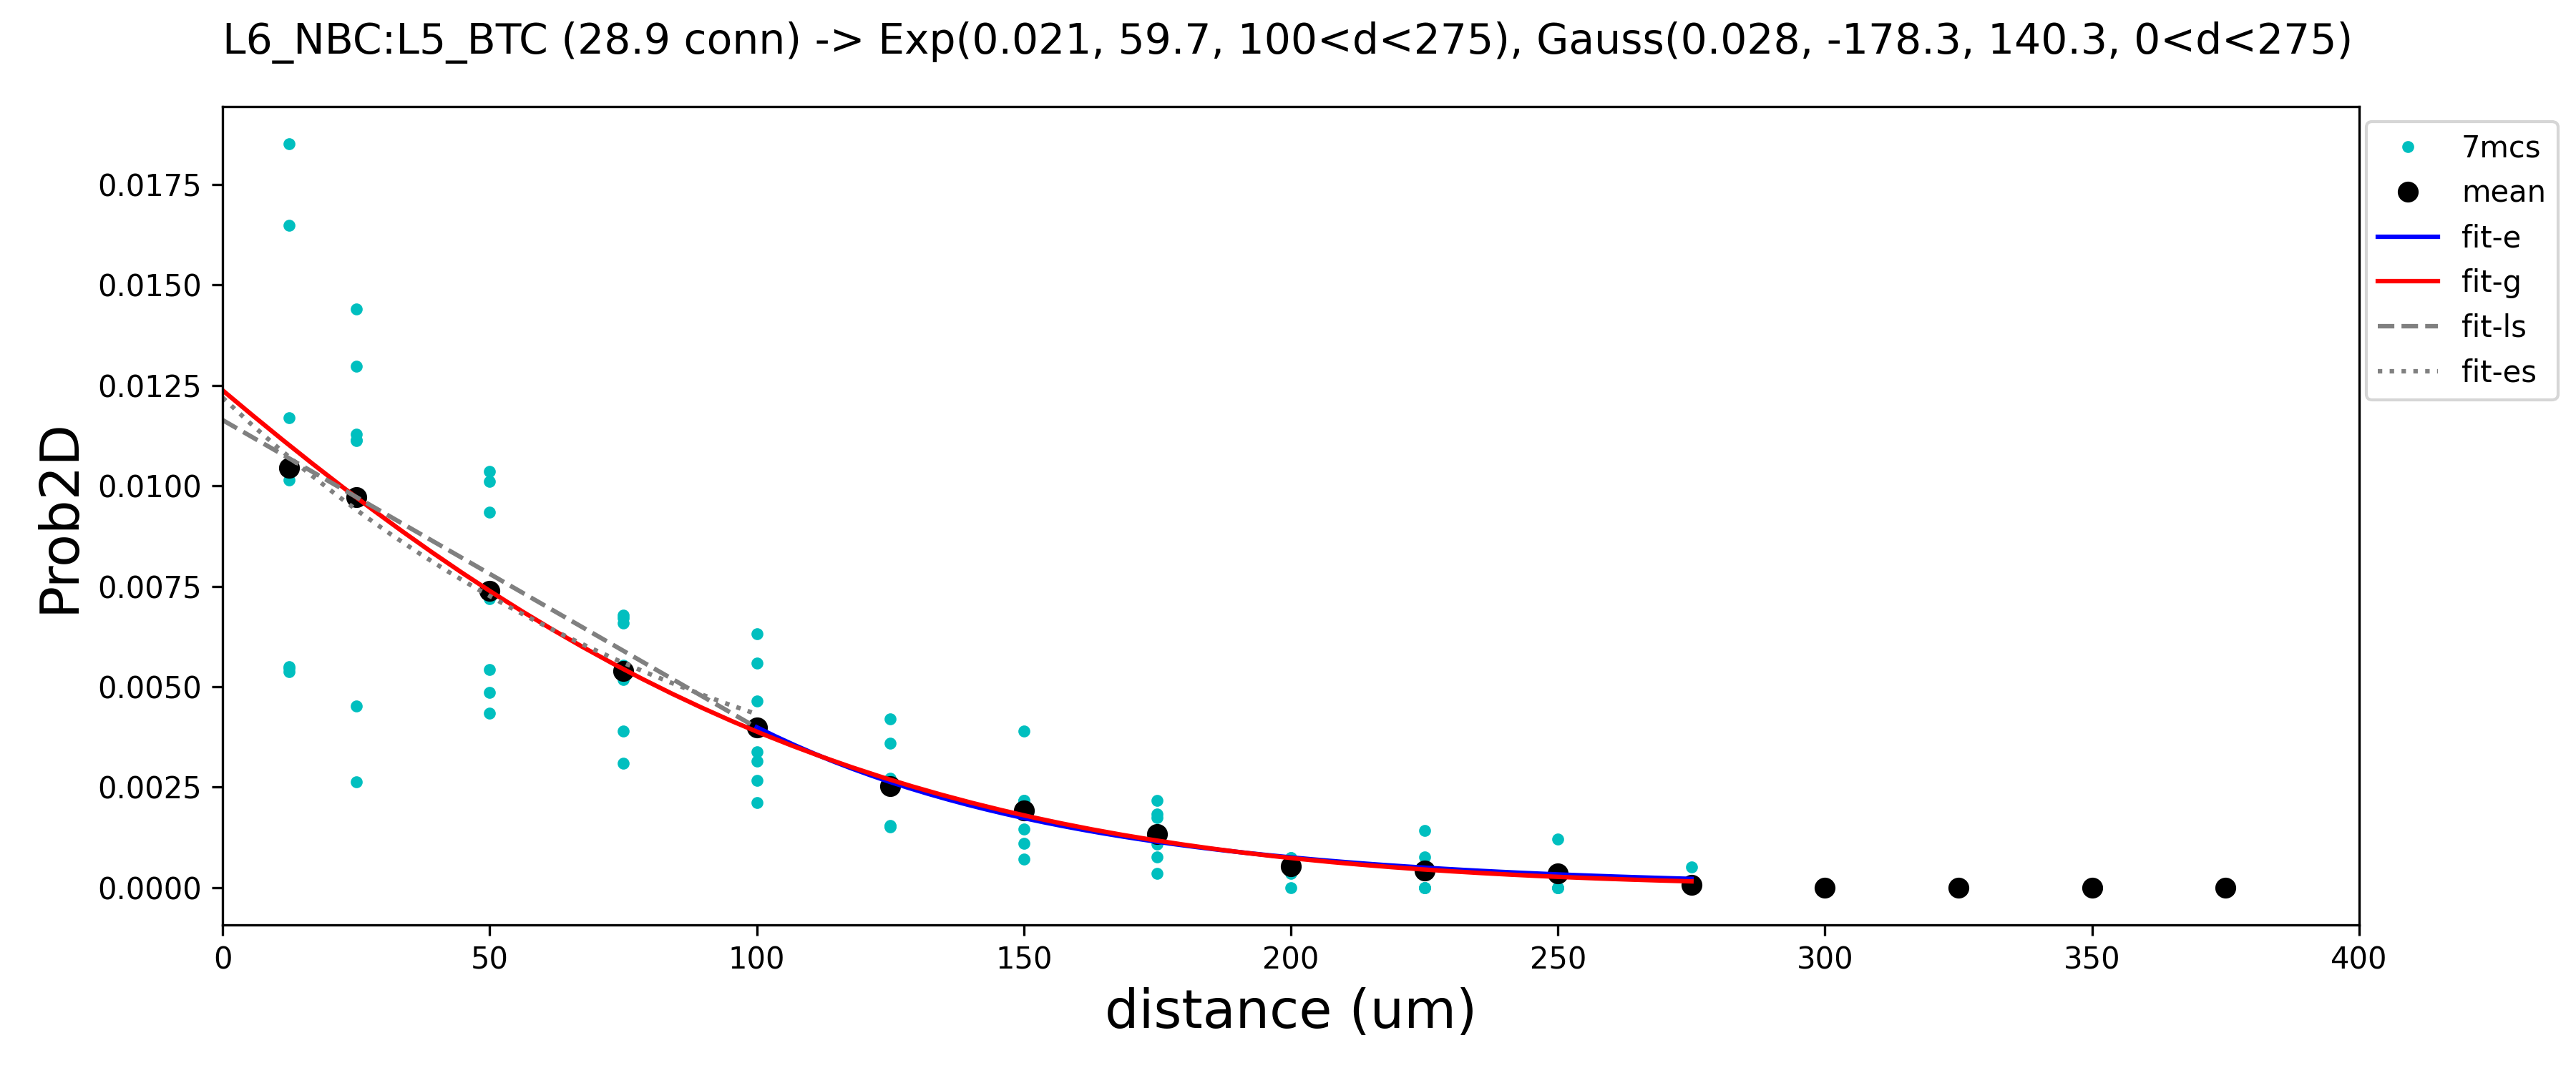 L6_NBC:L5_BTC (28.9 conn) -> Exp(0.021, 59.7, 100<d<275), Gauss(0.028, -178.3, 140.3, 0<d<275)
7mcs
mean
fit-e
fit-g
fit-ls
fit-es
Prob2D
0.0175
0.0150
0.0125
0.0100
0.0075
0.0050
0.0025
0.0000
0 50 100 150 200 250 300 350 400
distance (um)